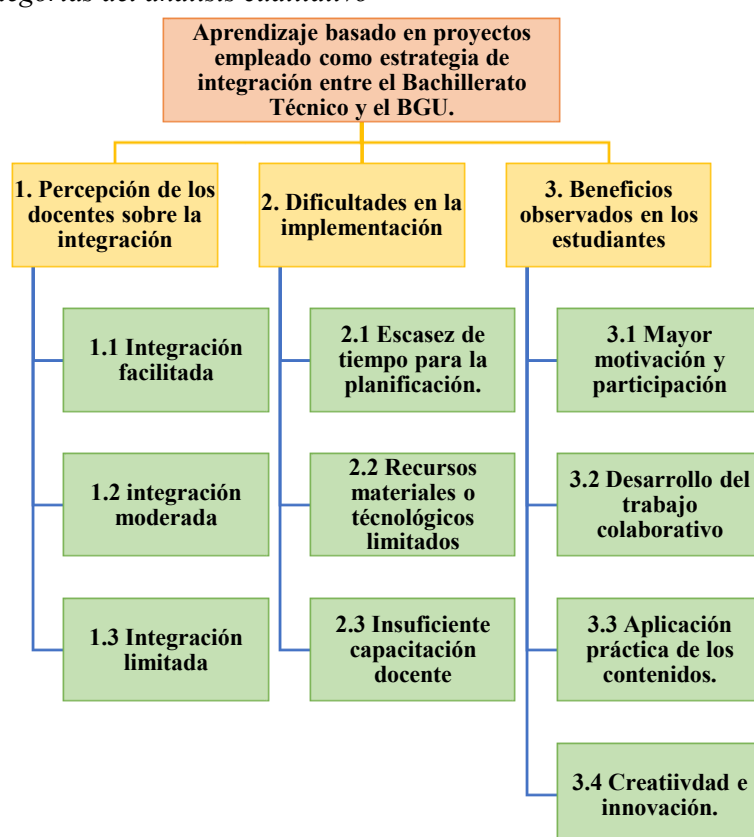 egorías del análisis cualitativo
Aprendizaje basado en proyectos
empleado como estrategia de
integración entre el Bachillerato
Técnico y el BGU.
1. Percepción de los
docentes sobre la
integración
1.1 Integración
facilitada
1.2 integración
moderada
1.3 Integración
limitada
2. Dificultades en la
implementación
2.1 Escasez de
tiempo para la
planificación.
2.2 Recursos
materiales o
técnológicos
limitados
2.3 Insuficiente
capacitación
docente
3. Beneficios
observados en los
estudiantes
3.1 Mayor
motivación y
participación
3.2 Desarrollo del
trabajo
colaborativo
3.3 Aplicación
práctica de los
contenidos.
3.4 Creatiivdad e
innovación.